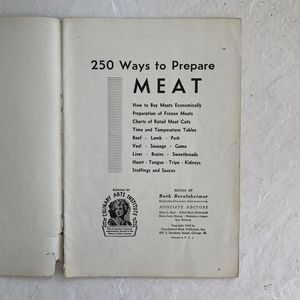 250 Ways to Prepare
MEAT
How to Buy Meats Economically
Preparation of Frozen Meats
Charts of Retail Meat Cuts
Time and Temperature Tables
Beef - Lamb - Pork
Veal - Sausage - Game
Liver - Brains - Sweetbreads
Heart - Tongue - Tripe - Kidneys
Stuffings and Sauces
Published for
CULINARY ARTS INSTITUTE
EDITED BY
Ruth Berolzheimer
ASSOCIATE EDITORS